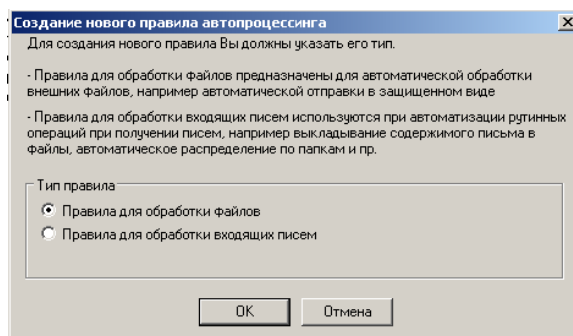 Создание нового правила автопроцессинга
Для создания нового правила Вы должны указать его тип.
- Правила для обработки файлов предназначены для автоматической обработки
внешних файлов, например автоматической отправки в защищенном виде
- Правила для обработки входящих писем используются при автоматизации рутинных
операций при получении писем, например выкладывание содержимого письма в
файлы, автоматическое распределение по папкам и пр.
Тип правила
Правила для обработки файлов
Правила для обработки входящих писем
OK Отмена